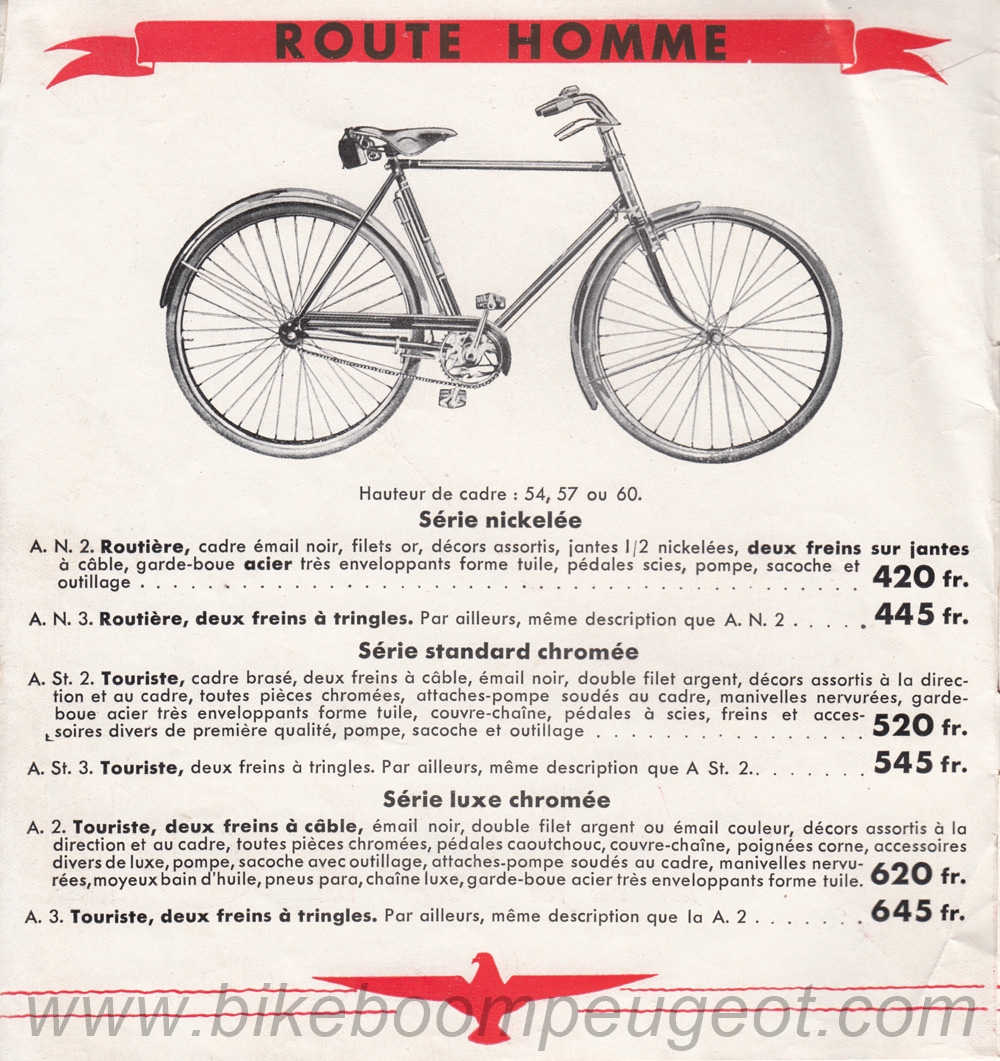 ROUTE HOMME
Hauteur de cadre : 54, 57 ou 60.
Série nickelée
A. N. 2. Routière, cadre émail noir, filets or, décors assortis, jantes 1/2 nickelées, deux freins sur jantes
à câble, garde-boue acier très enveloppants forme tuile, pédales scies, pompe, sacoche et
outillage . . . . . . . . . . . . . . . . . . . . . . . . . . . . . . . . . . . . . . . . 420 fr.
A. N. 3. Routière, deux freins à tringles. Par ailleurs, même description que A. N. 2 . . . . . 445 fr.
Série standard chromée
A. St. 2. Touriste, cadre brasé, deux freins à câble, émail noir, double filet argent, décors assortis à la direc-
tion et au cadre, toutes pièces chromées, attaches-pompe soudés au cadre, manivelles nervurées, garde-
boue acier très enveloppants forme tuile, couvre-chaîne, pédales à scies, freins et acces-
soires divers de première qualité, pompe, sacoche et outillage . . . . . . . . . . . . . . . 520 fr.
A. St. 3. Touriste, deux freins à tringles. Par ailleurs, même description que A St. 2.. . . . . . . 545 fr.
Série luxe chromée
A. 2. Touriste, deux freins à câble, émail noir, double filet argent ou émail couleur, décors assortis à la
direction et au cadre, toutes pièces chromées, pédales caoutchouc, couvre-chaîne, poignées corne, accessoires
divers de luxe, pompe, sacoche avec outillage, attaches-pompe soudés au cadre, manivelles nervu-
rées, moyeux bain d'huile, pneus para, chaîne luxe, garde-boue acier très enveloppants forme tuile. 620 fr.
A. 3. Touriste, deux freins à tringles. Par ailleurs, même description que la A. 2 . . . . . . . 645 fr.
www.bikeboompeugeot.com